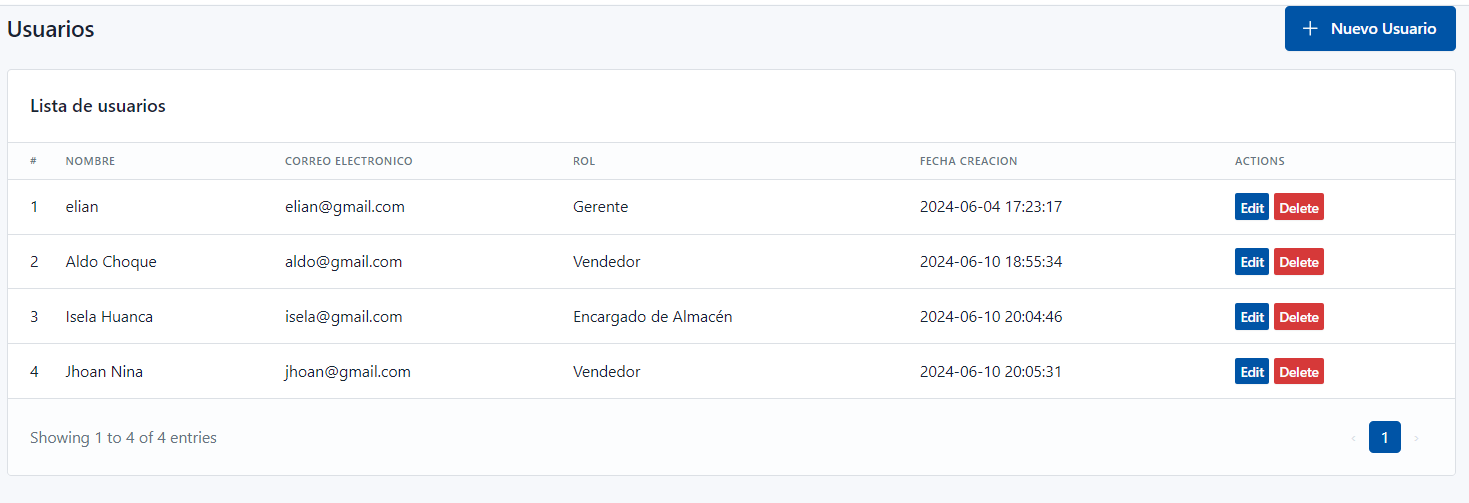 Usuarios
+ Nuevo Usuario
Lista de usuarios
# NOMBRE CORREO ELECTRONICO ROL FECHA CREACION ACTIONS
1 elian elian@gmail.com Gerente 2024-06-04 17:23:17 Edit Delete
2 Aldo Choque aldo@gmail.com Vendedor 2024-06-10 18:55:34 Edit Delete
3 Isela Huanca isela@gmail.com Encargado de Almacén 2024-06-10 20:04:46 Edit Delete
4 Jhoan Nina jhoan@gmail.com Vendedor 2024-06-10 20:05:31 Edit Delete
Showing 1 to 4 of 4 entries ‹ 1 ›